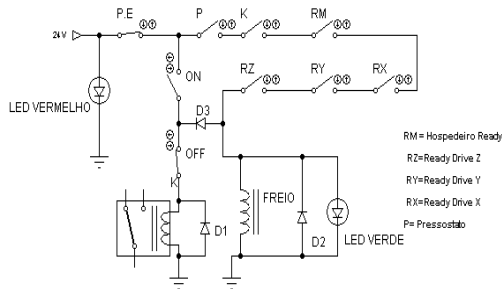 P.E
P
K
RM
24V
ON
RZ
RY
RX
LED VERMELHO
D3
RM= Hospedeiro Ready
OFF
RZ=Ready Drive Z
K
FREIO
RY=Ready Drive Y
RX=Ready Drive X
D1
D2
LED VERDE
P= Pressostato